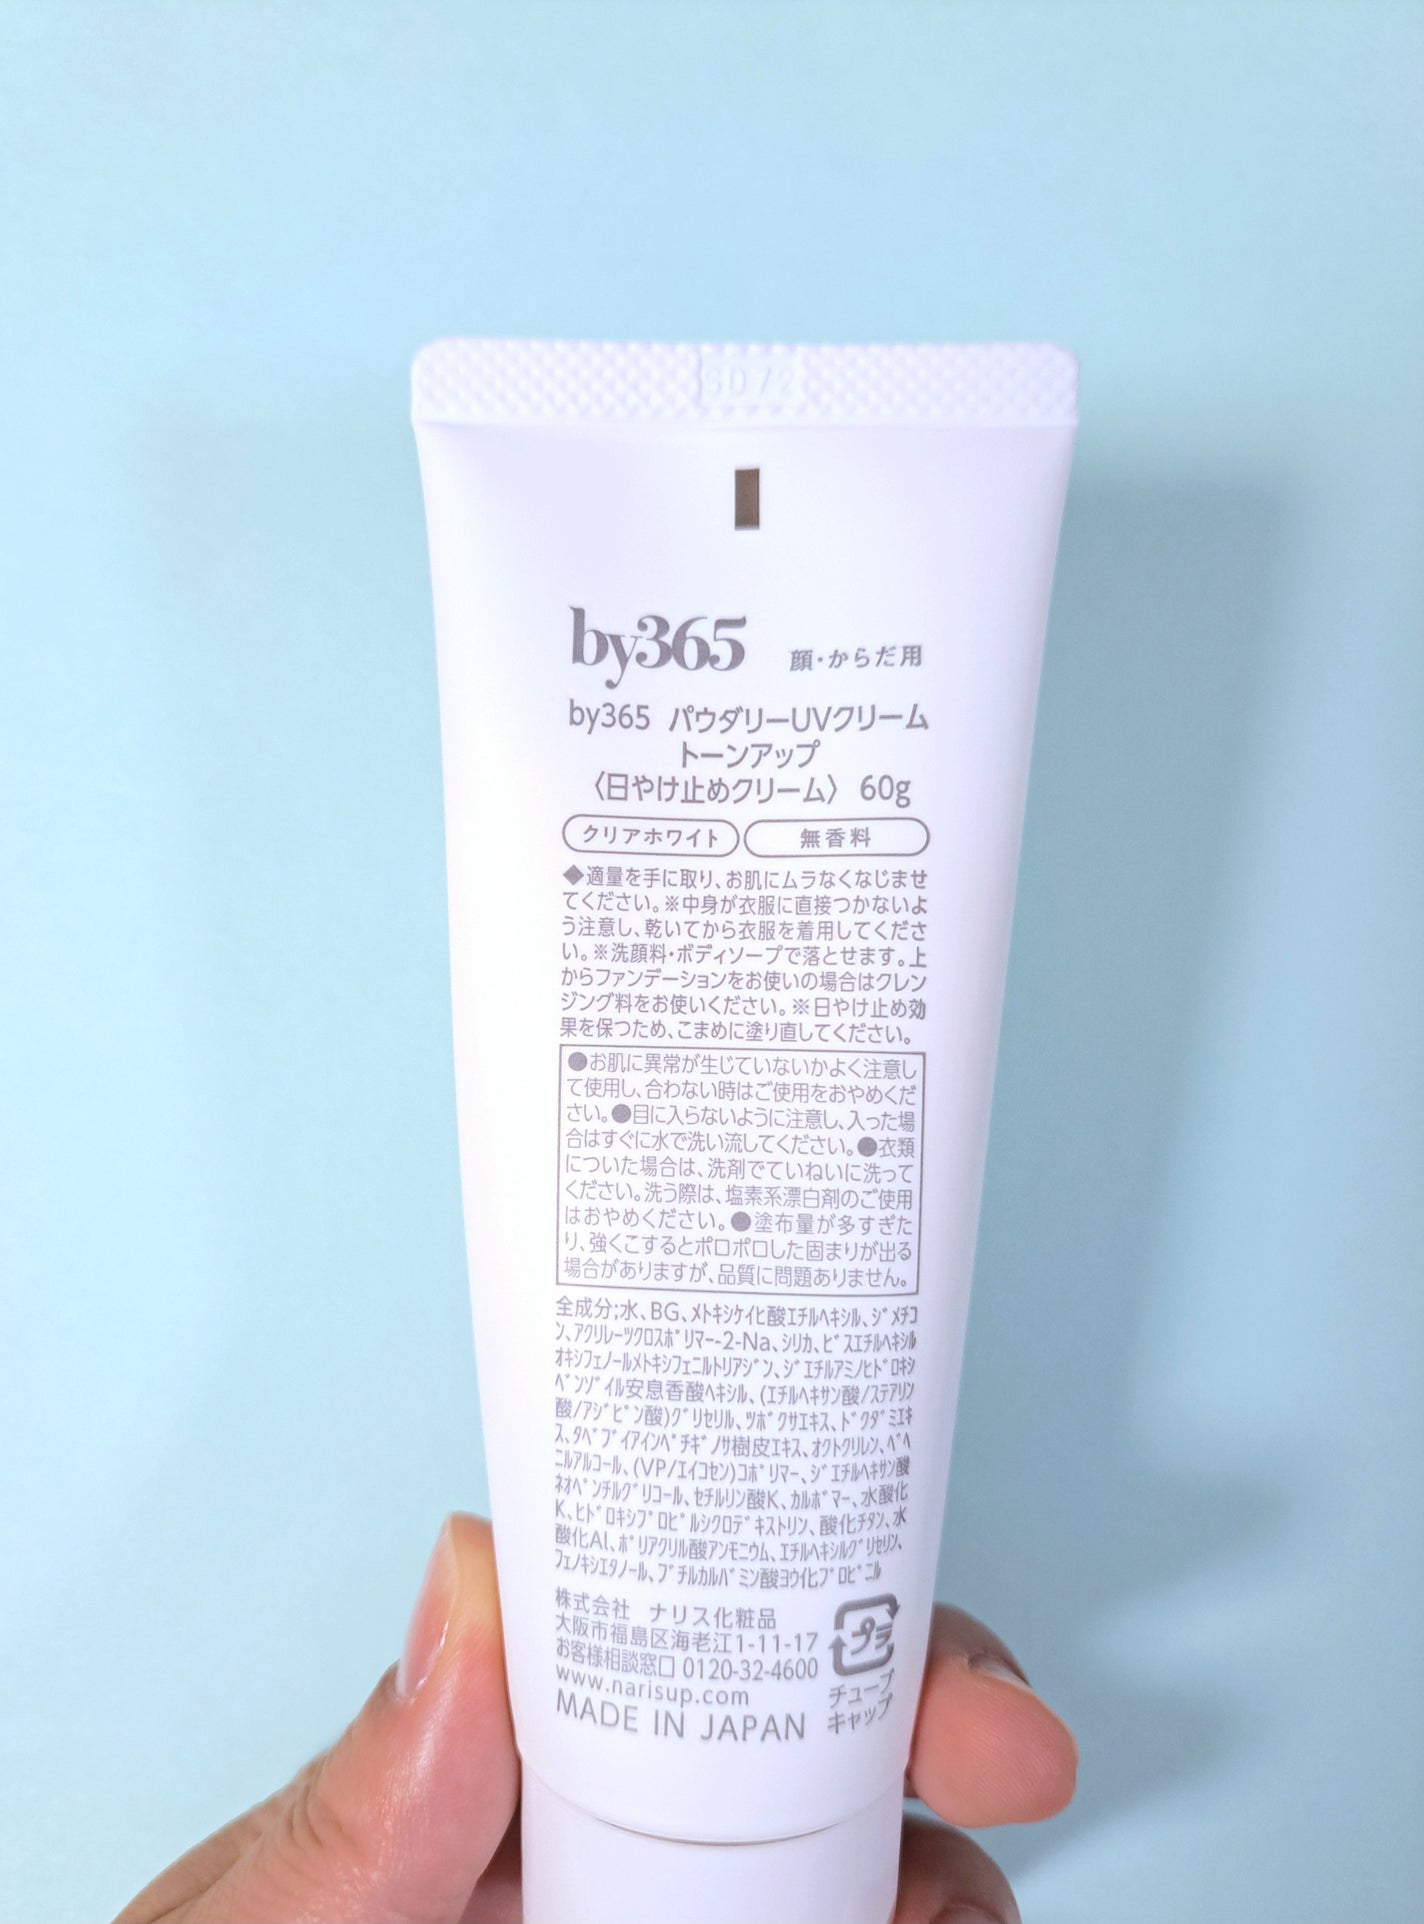 SD72
by365 顔・からだ用
by365 パウダリーUVクリーム
トーンアップ
〈日やけ止めクリーム〉 60g
クリアホワイト 無香料
◆適量を手に取り、お肌にムラなくなじませ
てください。※中身が衣服に直接つかないよ
う注意し、乾いてから衣服を着用してくださ
い。※洗顔料・ボディソープで落とせます。上
からファンデーションをお使いの場合はクレン
ジング料をお使いください。※日やけ止め効
果を保つため、こまめに塗り直してください。
●お肌に異常が生じていないかよく注意し
て使用し、合わない時はご使用をおやめくだ
さい。●目に入らないように注意し、入った場
合はすぐに水で洗い流してください。●衣類
についた場合は、洗剤でていねいに洗って
ください。洗う際は、塩素系漂白剤のご使用
はおやめください。●塗布量が多すぎた
り、強くこするとポロポロした固まりが出る
場合がありますが、品質に問題ありません。
全成分;水、BG、ﾒﾄｷｼｹｲﾋ酸ｴﾁﾙﾍｷｼﾙ、ｼﾞﾒﾁｺ
ﾝ、ｱｸﾘﾚｰﾂｸﾛｽﾎﾟﾘﾏｰ-2-Na、ｼﾘｶ、ﾋﾞｽｴﾁﾙﾍｷｼﾙ
ｵｷｼﾌｪﾉｰﾙﾒﾄｷｼﾌｪﾆﾙﾄﾘｱｼﾞﾝ、ｼﾞｴﾁﾙｱﾐﾉﾋﾄﾞﾛｷｼ
ﾍﾞﾝｿﾞｲﾙ安息香酸ﾍｷｼﾙ、(ｴﾁﾙﾍｷｻﾝ酸/ｽﾃｱﾘﾝ
酸/ｱｼﾞﾋﾟﾝ酸)ｸﾞﾘｾﾘﾙ、ﾂﾎﾞｸｻｴｷｽ、ﾄﾞｸﾀﾞﾐｴｷ
ｽ、ﾀﾍﾞﾌﾞｲｱｲﾝﾍﾟﾁｷﾞﾉｻ樹皮ｴｷｽ、ｵｸﾄｸﾘﾚﾝ、ﾍﾞﾍ
ﾆﾙｱﾙｺｰﾙ、(VP/ｴｲｺｾﾝ)ｺﾎﾟﾘﾏｰ、ｼﾞｴﾁﾙﾍｷｻﾝ酸
ﾈｵﾍﾟﾝﾁﾙｸﾞﾘｺｰﾙ、ｾﾁﾙﾘﾝ酸K、ｶﾙﾎﾞﾏｰ、水酸化
K、ﾋﾄﾞﾛｷｼﾌﾟﾛﾋﾟﾙｼｸﾛﾃﾞｷｽﾄﾘﾝ、酸化ﾁﾀﾝ、水
酸化Al、ﾎﾟﾘｱｸﾘﾙ酸ｱﾝﾓﾆｳﾑ、ｴﾁﾙﾍｷｼﾙｸﾞﾘｾﾘﾝ、
ﾌｪﾉｷｼｴﾀﾉｰﾙ、ﾌﾞﾁﾙｶﾙﾊﾞﾐﾝ酸ﾖｳ化ﾌﾟﾛﾋﾟﾆﾙ
株式会社 ナリス化粧品
大阪市福島区海老江1-11-17
お客様相談窓口 0120-32-4600
www.narisup.com
MADE IN JAPAN
プラ
チューブ
キャップ